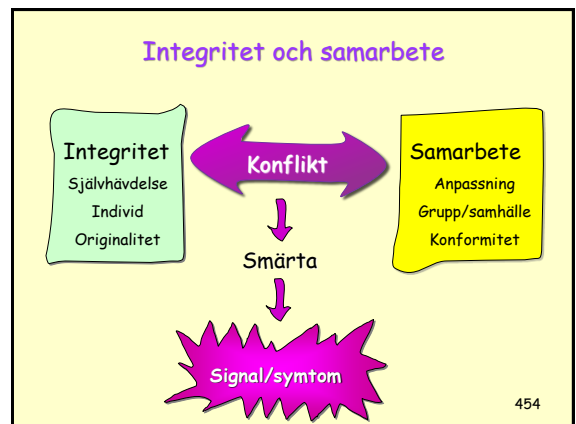 Integritet och samarbete
Integritet
Självhävdelse
Individ
Originalitet
Konflikt
Samarbete
Anpassning
Grupp/samhälle
Konformitet
Smärta
Signal/symtom
454